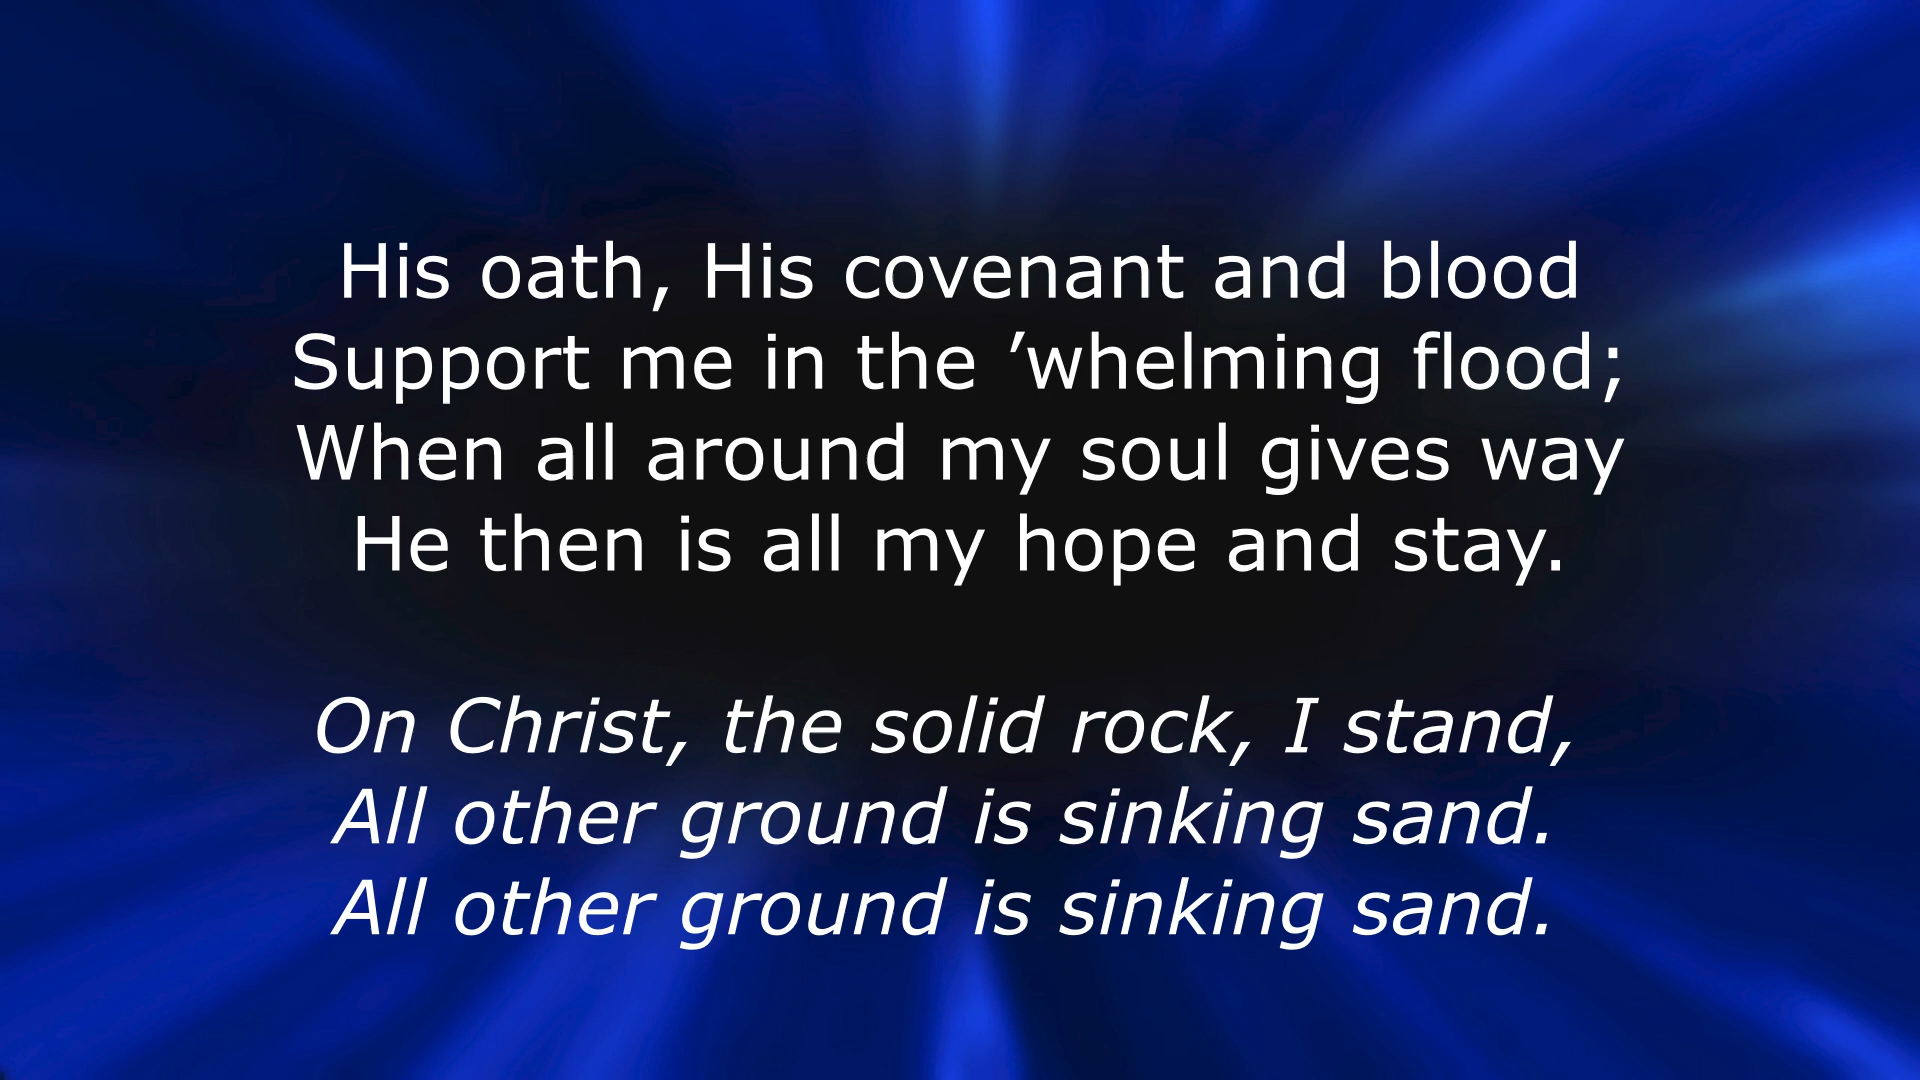 His oath, His covenant and blood
Support me in the ’whelming flood;
When all around my soul gives way
He then is all my hope and stay.
On Christ, the solid rock, I stand,
All other ground is sinking sand.
All other ground is sinking sand.